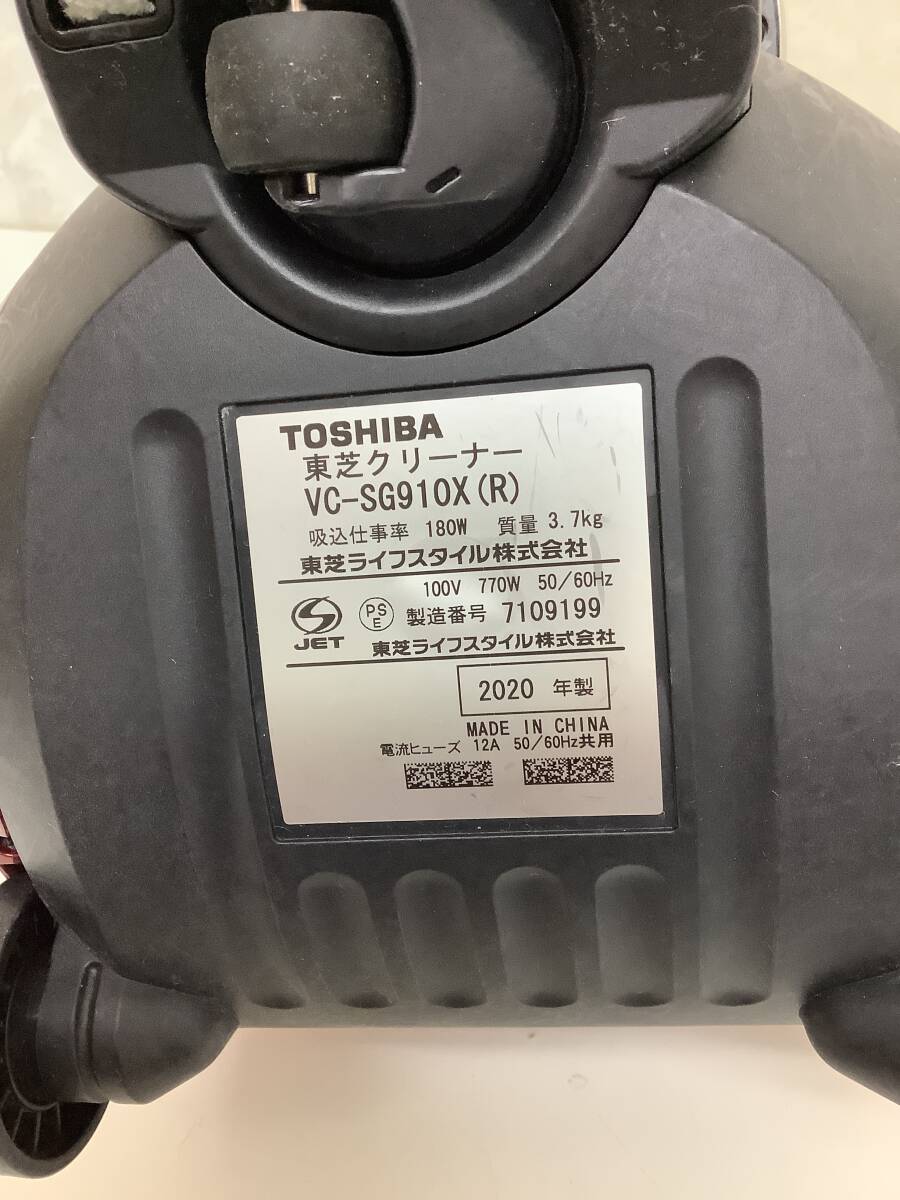 TOSHIBA
東芝クリーナー
VC-SG910X(R)
吸込仕事率 180W 質量 3.7kg
東芝ライフスタイル株式会社
100V 770W 50/60Hz
JET PS E 製造番号 7109199
東芝ライフスタイル株式会社
2020 年製
MADE IN CHINA
電流ヒューズ 12A 50/60Hz共用